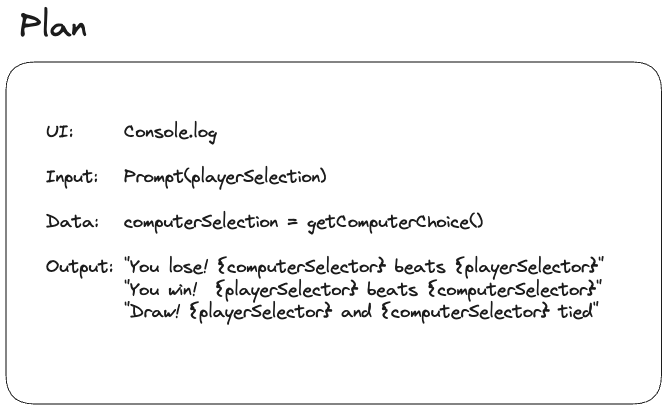 Plan
UI: Console.log
Input: Prompt(playerSelection)
Data: computerSelection = getComputerChoice()
Output: "You lose! {computerSelector} beats {playerSelector}"
"You win! {playerSelector} beats {computerSelector}"
"Draw! {playerSelector} and {computerSelector} tied"